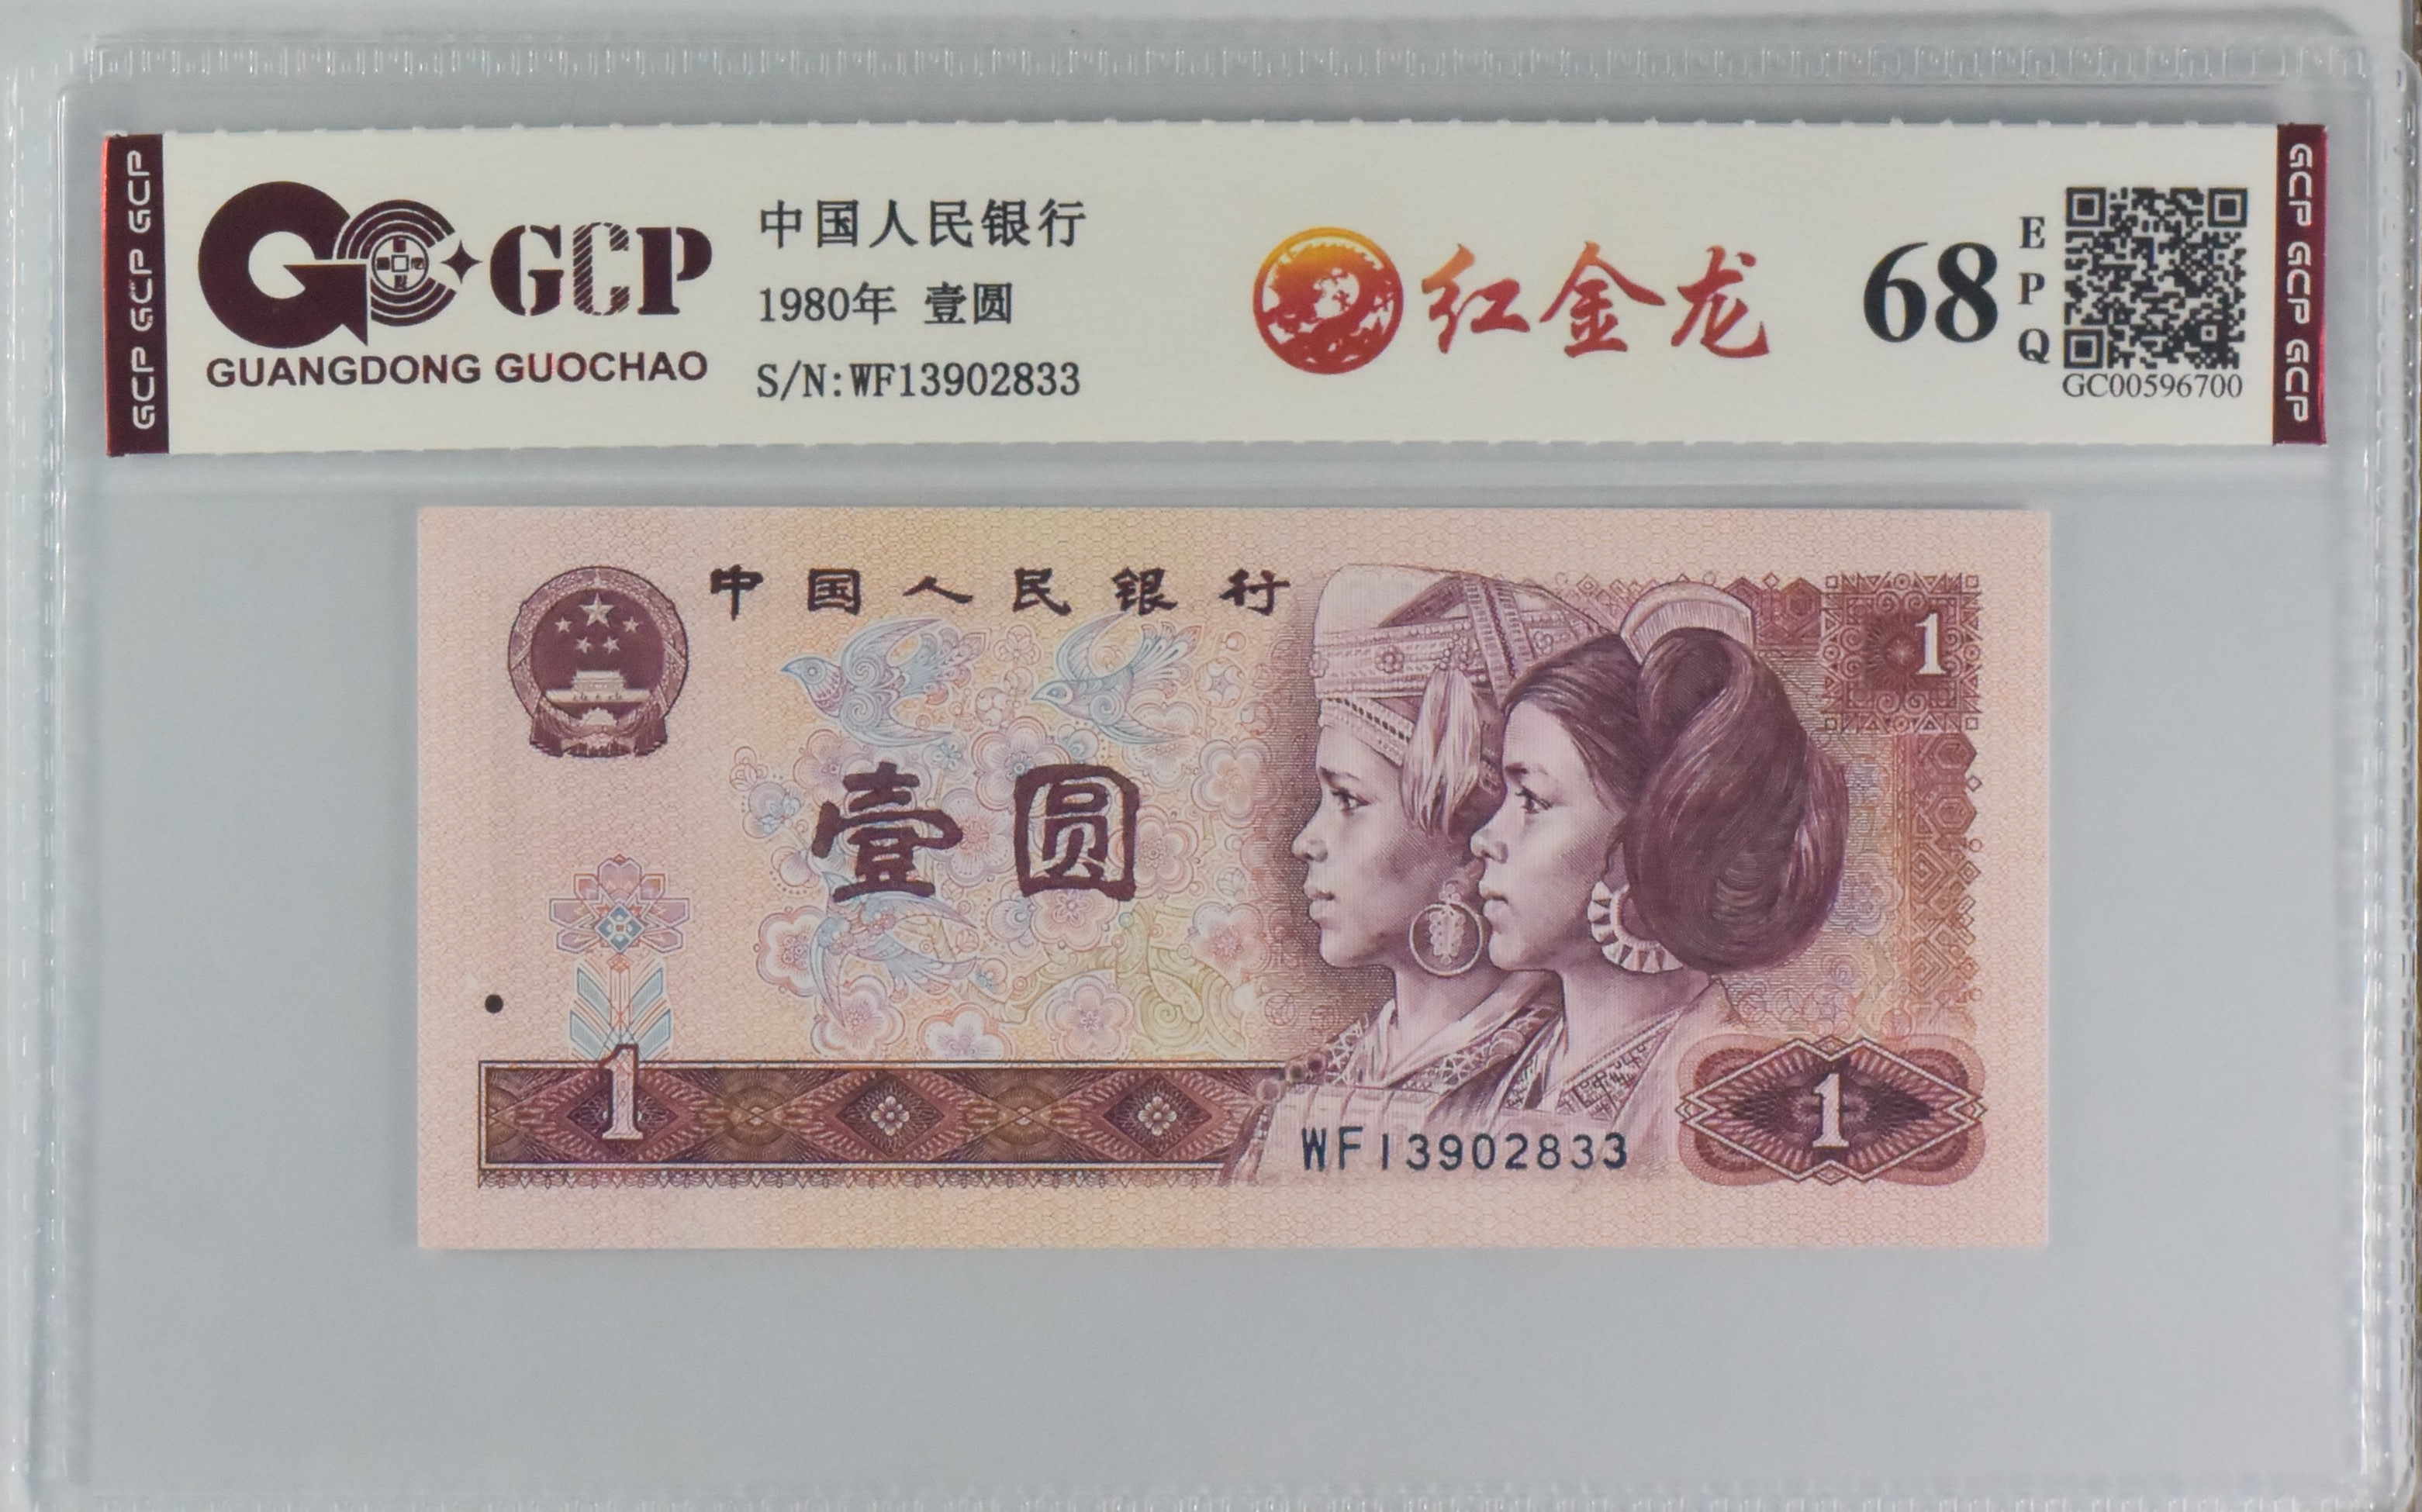 GCP GCP GCP
GCP
GUANGDONG GUOCHAO
中国人民银行
1980年 壹圆
S/N:WF13902833
红金龙
68
EPQ
GC00596700
GCP GCP GCP
中国人民银行
1
壹圆
1
WF13902833
1